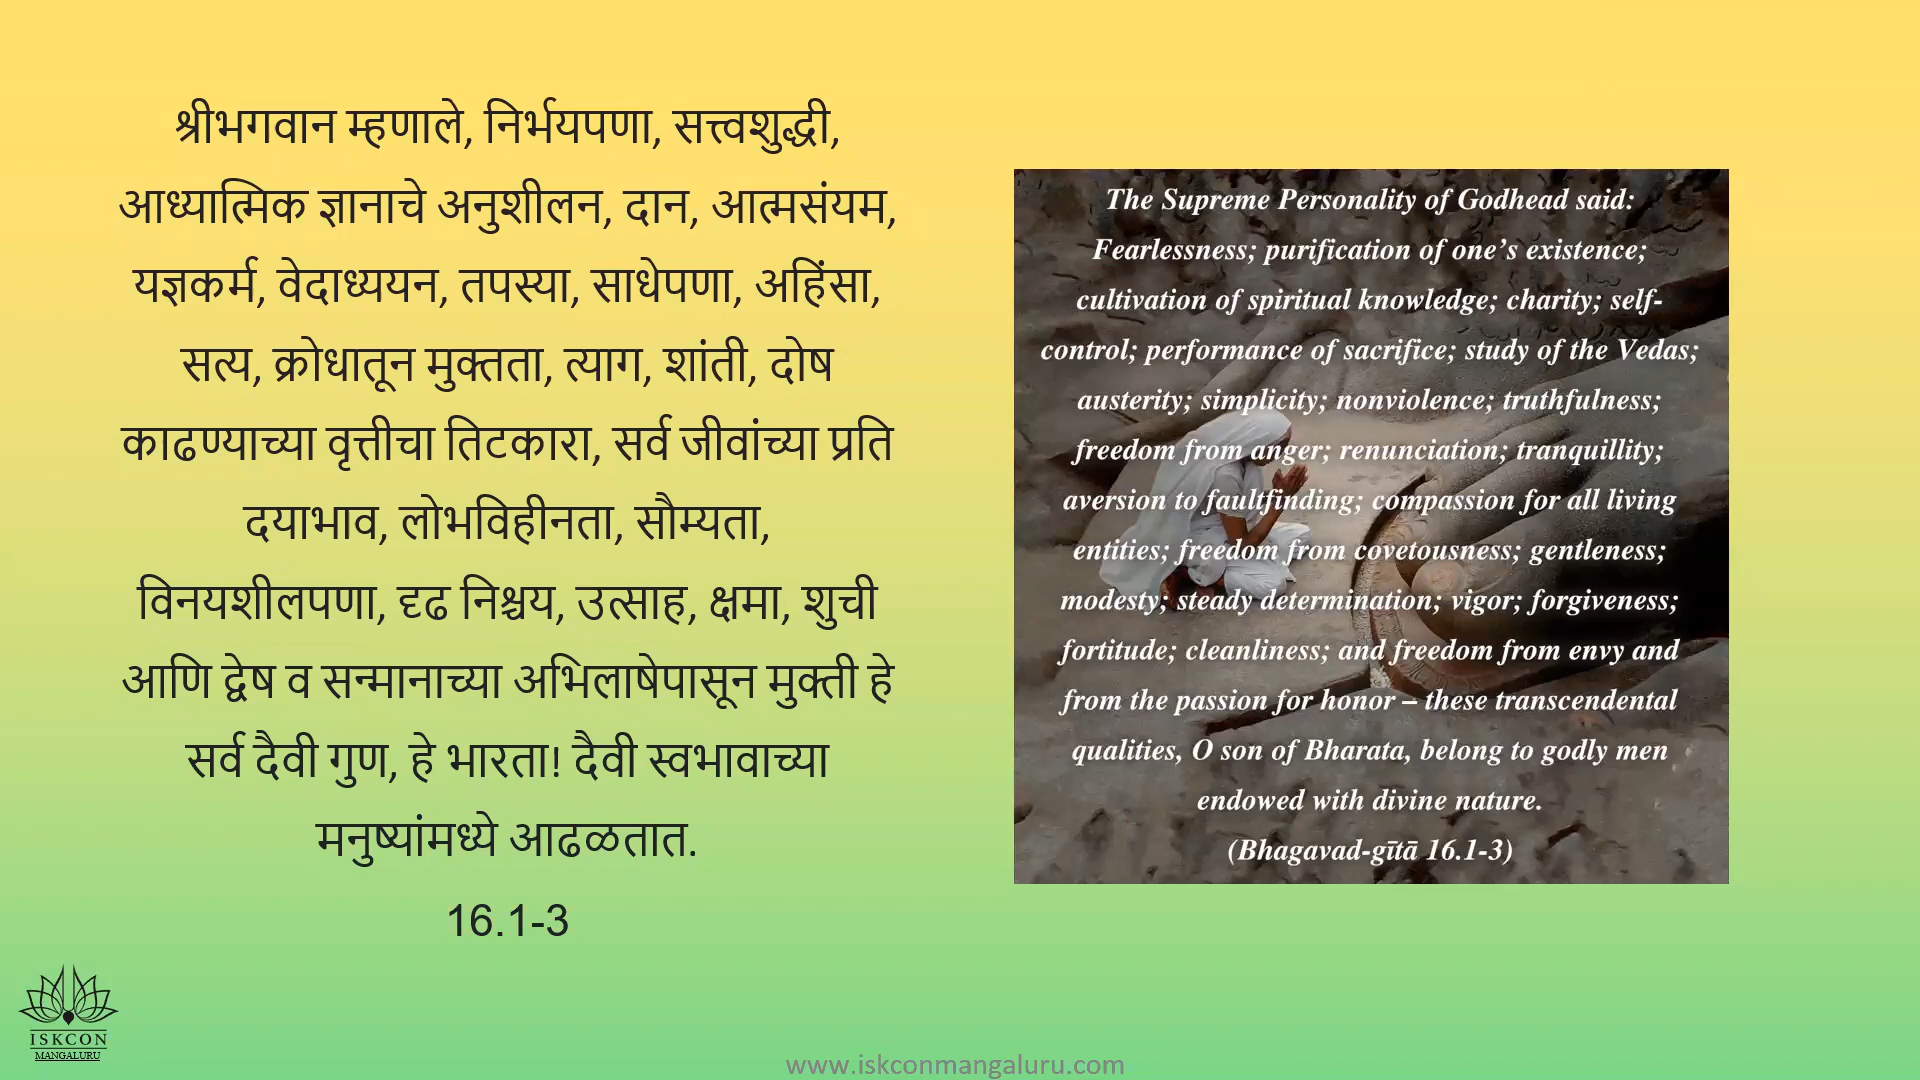 श्रीभगवान म्हणाले, निर्भयपणा, सत्त्वशुद्धी,
आध्यात्मिक ज्ञानाचे अनुशीलन, दान, आत्मसंयम,
यज्ञकर्म, वेदाध्ययन, तपस्या, साधेपणा, अहिंसा,
सत्य, क्रोधातून मुक्तता, त्याग, शांती, दोष
काढण्याच्या वृत्तीचा तिटकारा, सर्व जीवांच्या प्रति
दयाभाव, लोभविहीनता, सौम्यता,
विनयशीलपणा, दृढ निश्चय, उत्साह, क्षमा, शुची
आणि द्वेष व सन्मानाच्या अभिलाषेपासून मुक्ती हे
सर्व दैवी गुण, हे भारता! दैवी स्वभावाच्या
मनुष्यांमध्ये आढळतात.
16.1-3
The Supreme Personality of Godhead said:
Fearlessness; purification of one’s existence;
cultivation of spiritual knowledge; charity; self-
control; performance of sacrifice; study of the Vedas;
austerity; simplicity; nonviolence; truthfulness;
freedom from anger; renunciation; tranquillity;
aversion to faultfinding; compassion for all living
entities; freedom from covetousness; gentleness;
modesty; steady determination; vigor; forgiveness;
fortitude; cleanliness; and freedom from envy and
from the passion for honor – these transcendental
qualities, O son of Bharata, belong to godly men
endowed with divine nature.
(Bhagavad-gītā 16.1-3)
ISKCON
MANGALURU
www.iskconmangaluru.com